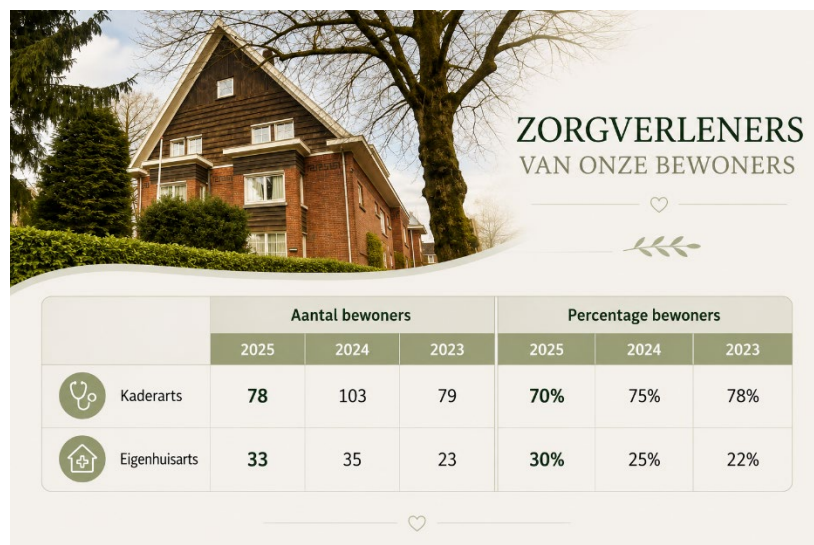 ZORGVERLENERS
VAN ONZE BEWONERS
Aantal bewoners Percentage bewoners
2025 2024 2023 2025 2024 2023
Kaderarts 78 103 79 70% 75% 78%
Eigenhuisarts 33 35 23 30% 25% 22%